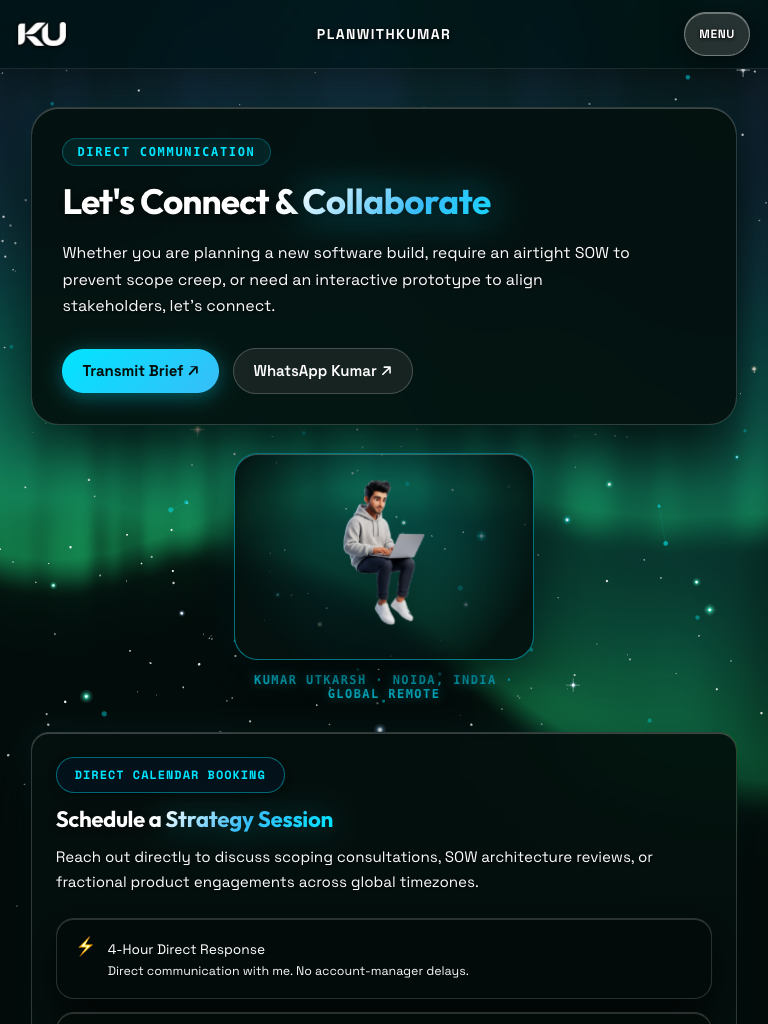 KU
PLANWITHKUMAR
MENU
DIRECT COMMUNICATION
Let's Connect & Collaborate
Whether you are planning a new software build, require an airtight SOW to
prevent scope creep, or need an interactive prototype to align
stakeholders, let's connect.
Transmit Brief ↗
WhatsApp Kumar ↗
KUMAR UTKARSH · NOIDA, INDIA ·
GLOBAL REMOTE
DIRECT CALENDAR BOOKING
Schedule a Strategy Session
Reach out directly to discuss scoping consultations, SOW architecture reviews, or
fractional product engagements across global timezones.
⚡ 4-Hour Direct Response
Direct communication with me. No account-manager delays.